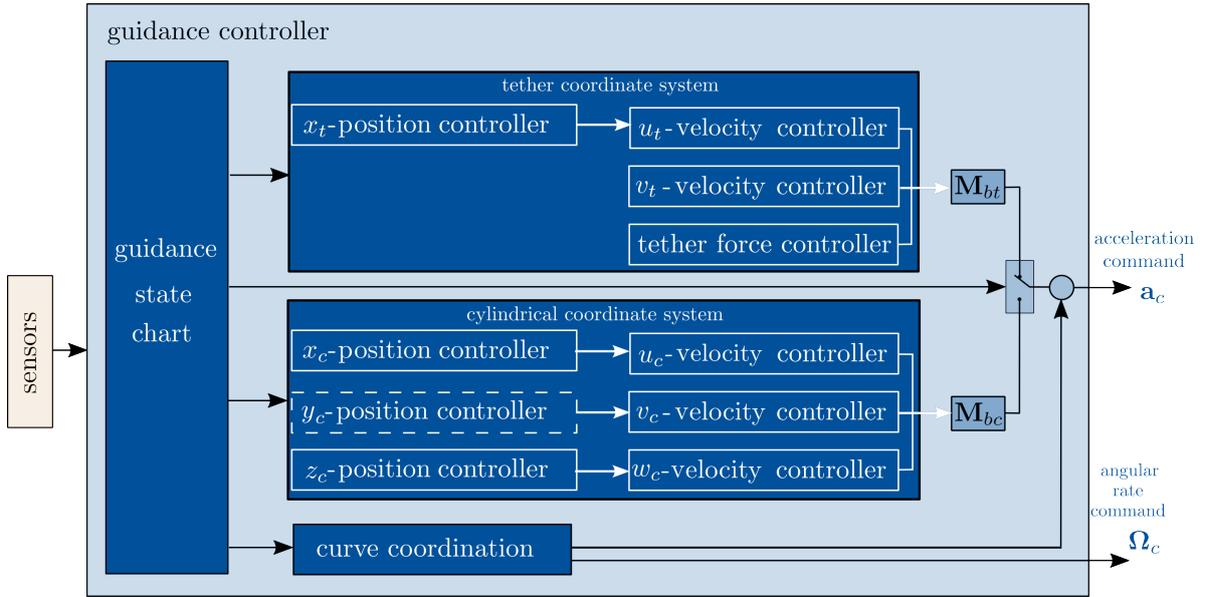 guidance controller
guidance
state
chart
sensors
tether coordinate system
x_t-position controller
u_t-velocity controller
v_t-velocity controller
tether force controller
M_bt
acceleration
command
a_c
cylindrical coordinate system
x_c-position controller
u_c-velocity controller
y_c-position controller
v_c-velocity controller
M_bc
z_c-position controller
w_c-velocity controller
angular
rate
command
Ω_c
curve coordination